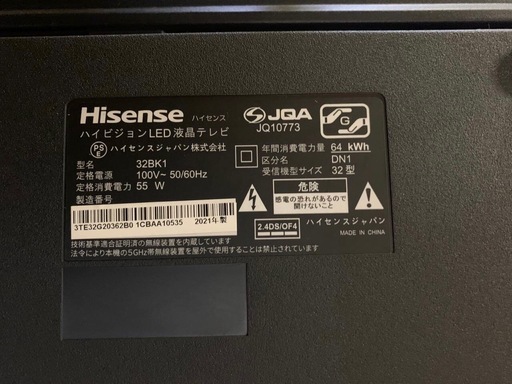 Hisense ハイセンス
ハイビジョンLED液晶テレビ
PS
E
ハイセンスジャパン株式会社
型名 32BK1
定格電源 100V~ 50/60Hz
定格消費電力 55 W
製造番号
3TE32G20362B0 1CBAA10535 2021年製
技術基準適合証明済の無線装置を内蔵しています
法令により本機の5GHz帯無線装置を屋外で使用することは禁止されています
JQA
JQ10773
G
年間消費電力量 64 kWh
区分名 DN1
受信機型サイズ 32型
危険
感電の恐れがあるので
開けないこと
2.4DS/OF4
ハイセンスジャパン
MADE IN CHINA